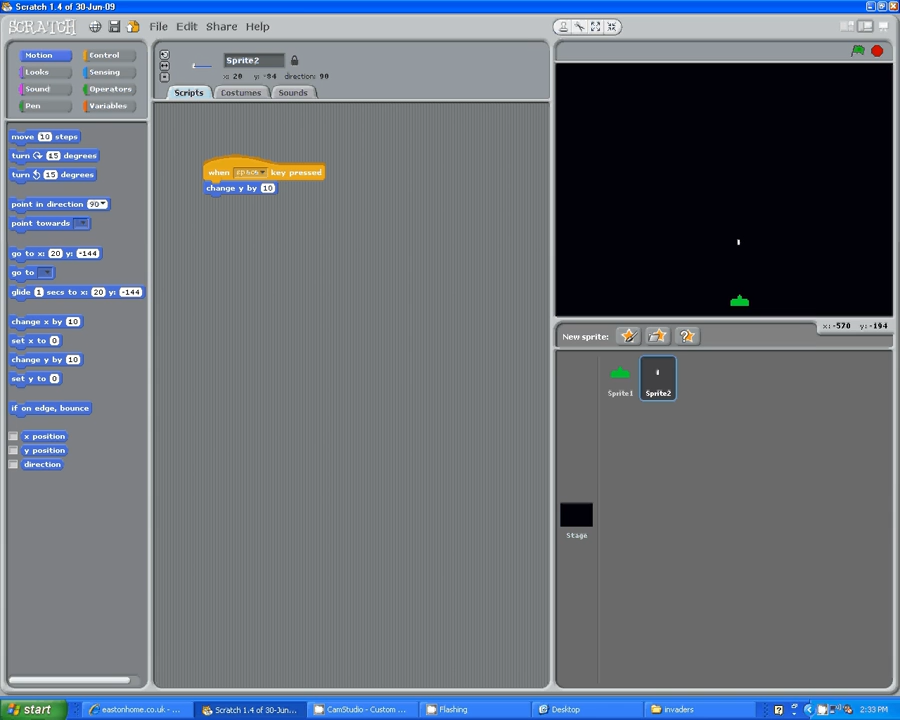 Scratch 1.4 of 30-Jun-09
SCRATCH File Edit Share Help
Motion Control
Looks Sensing
Sound Operators
Pen Variables
Sprite2
x: 20 y: -84 direction: 90
Scripts Costumes Sounds
move 10 steps
turn 15 degrees
turn 15 degrees
point in direction 90
point towards
go to x: 20 y: -144
go to
glide 1 secs to x: 20 y: -144
change x by 10
set x to 0
change y by 10
set y to 0
if on edge, bounce
x position
y position
direction
when space key pressed
change y by 10
x: -570 y: -194
New sprite:
Sprite1 Sprite2
Stage
start
eastonhome.co.uk - ...
Scratch 1.4 of 30-Jun...
CamStudio - Custom ...
Flashing
Desktop
invaders
2:33 PM